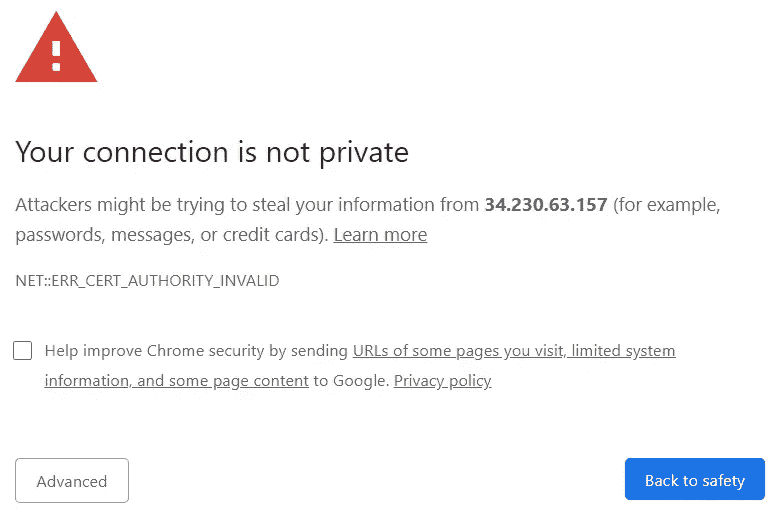 Your connection is not private
Attackers might be trying to steal your information from 34.230.63.157 (for example,
passwords, messages, or credit cards). Learn more
NET::ERR_CERT_AUTHORITY_INVALID
Help improve Chrome security by sending URLs of some pages you visit, limited system
information, and some page content to Google. Privacy policy
Advanced
Back to safety